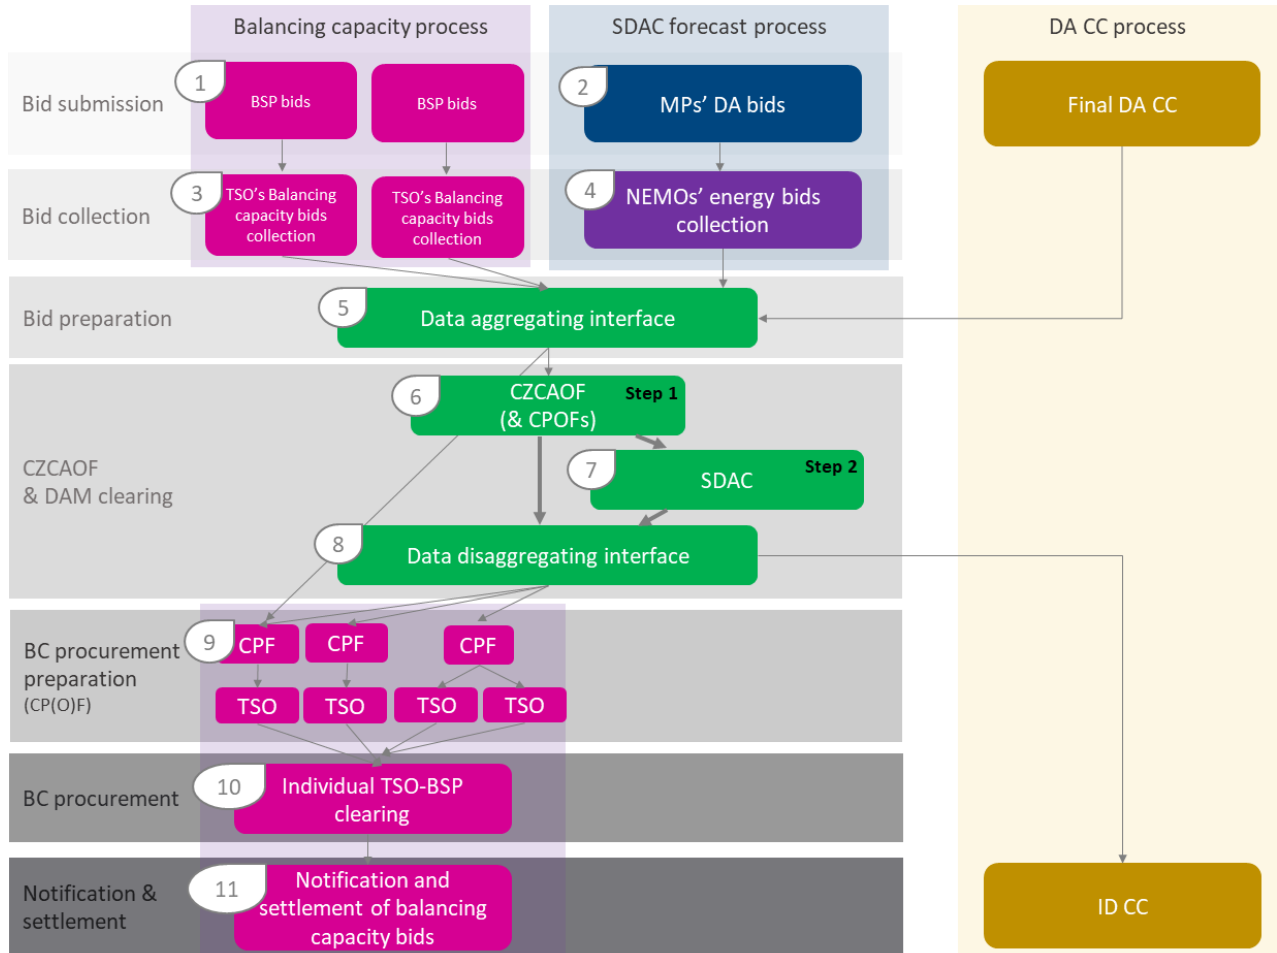 Balancing capacity process
SDAC forecast process
DA CC process
Bid submission
1
BSP bids
BSP bids
2
MPs' DA bids
Final DA CC
Bid collection
3
TSO's Balancing
capacity bids
collection
TSO's Balancing
capacity bids
collection
4
NEMOs' energy bids
collection
Bid preparation
5
Data aggregating interface
CZCAOF
& DAM clearing
6
CZCAOF
(& CPOFs)
Step 1
7
SDAC
Step 2
8
Data disaggregating interface
BC procurement
preparation
(CP(O)F)
9
CPF
CPF
CPF
TSO
TSO
TSO
TSO
BC procurement
10
Individual TSO-BSP
clearing
Notification &
settlement
11
Notification and
settlement of balancing
capacity bids
ID CC